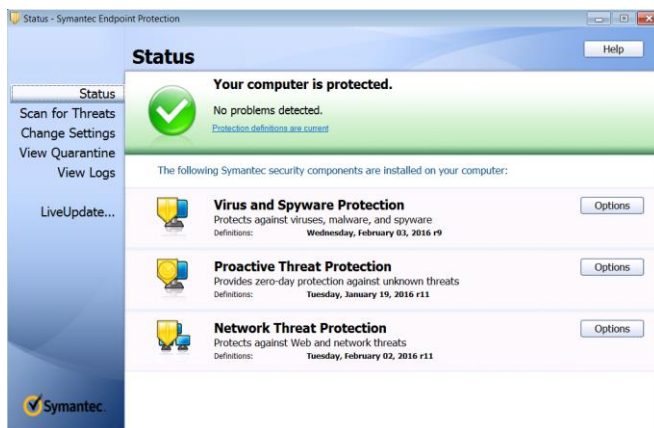 Status - Symantec Endpoint Protection
Status
Help
Status
Scan for Threats
Change Settings
View Quarantine
View Logs
LiveUpdate...
Your computer is protected.
No problems detected.
Protection definitions are current
The following Symantec security components are installed on your computer:
Virus and Spyware Protection
Options
Protects against viruses, malware, and spyware
Definitions: Wednesday, February 03, 2016 r9
Proactive Threat Protection
Options
Provides zero-day protection against unknown threats
Definitions: Tuesday, January 19, 2016 r11
Network Threat Protection
Options
Protects against Web and network threats
Definitions: Tuesday, February 02, 2016 r11
Symantec.